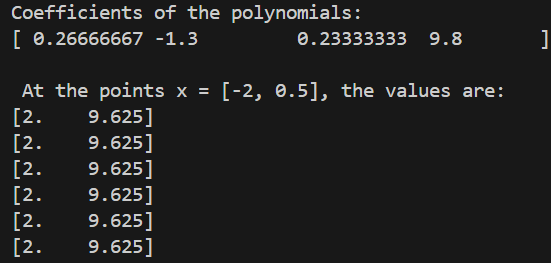 Coefficients of the polynomials:
[ 0.26666667 -1.3         0.23333333  9.8       ]
At the points x = [-2, 0.5], the values are:
[2.    9.625]
[2.    9.625]
[2.    9.625]
[2.    9.625]
[2.    9.625]
[2.    9.625]